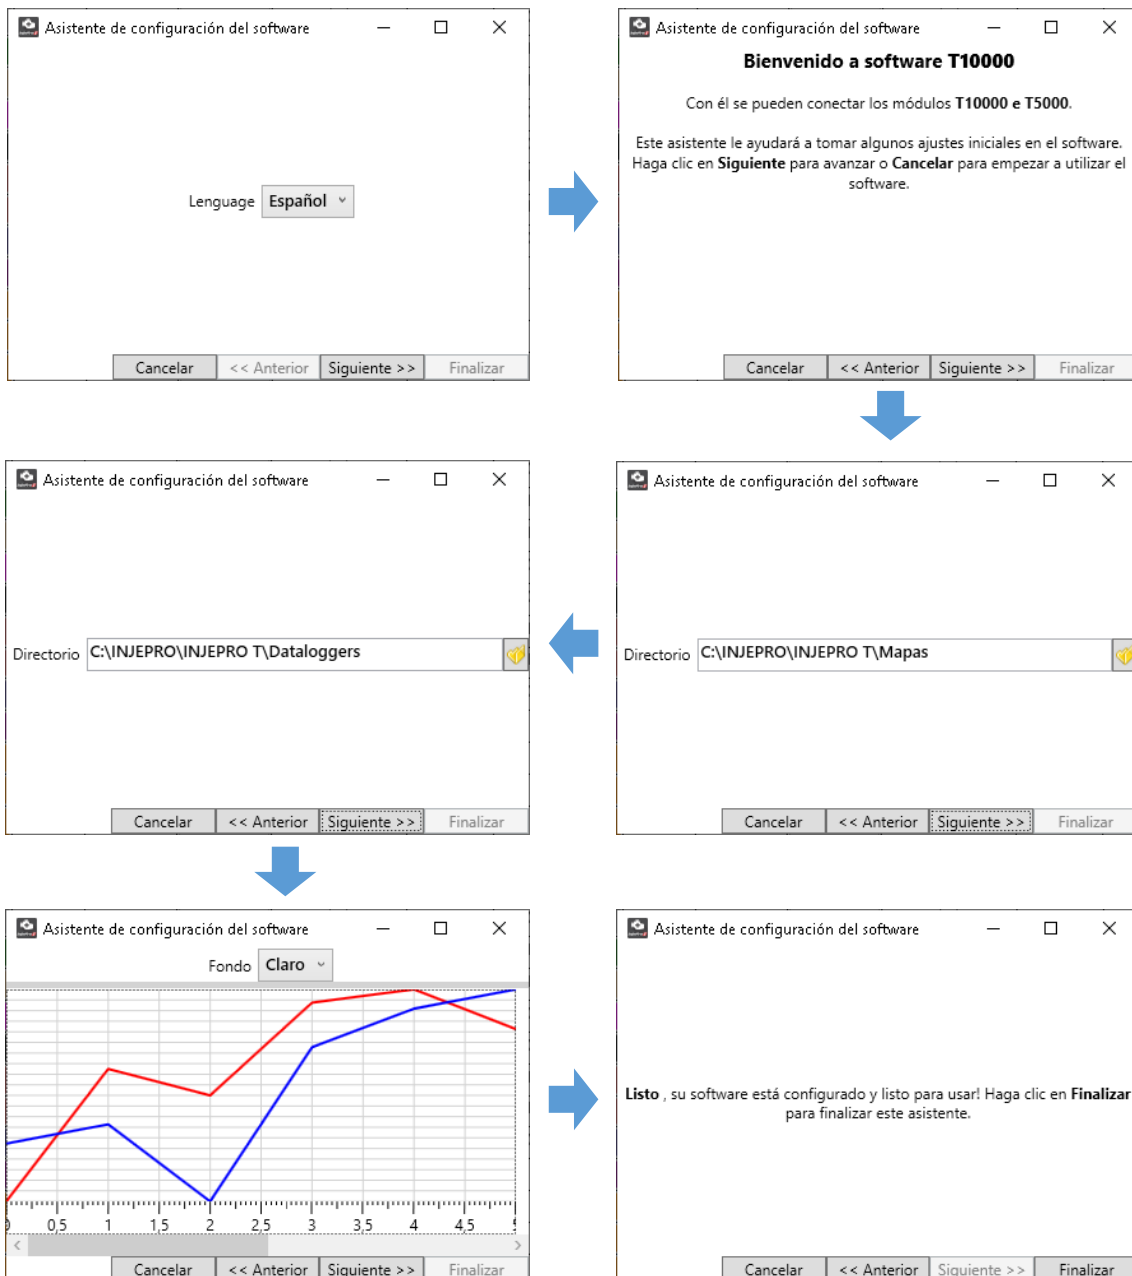 Asistente de configuración del software
Lenguage Español
Cancelar << Anterior Siguiente >> Finalizar
Asistente de configuración del software
Bienvenido a software T10000
Con él se pueden conectar los módulos T10000 e T5000.
Este asistente le ayudará a tomar algunos ajustes iniciales en el software.
Haga clic en Siguiente para avanzar o Cancelar para empezar a utilizar el
software.
Cancelar << Anterior Siguiente >> Finalizar
Asistente de configuración del software
Directorio C:\INJEPRO\INJEPRO T\Mapas
Cancelar << Anterior Siguiente >> Finalizar
Asistente de configuración del software
Directorio C:\INJEPRO\INJEPRO T\Dataloggers
Cancelar << Anterior Siguiente >> Finalizar
Asistente de configuración del software
Fondo Claro
0,5 1 1,5 2 2,5 3 3,5 4 4,5
Cancelar << Anterior Siguiente >> Finalizar
Asistente de configuración del software
Listo , su software está configurado y listo para usar! Haga clic en Finalizar
para finalizar este asistente.
Cancelar << Anterior Siguiente >> Finalizar